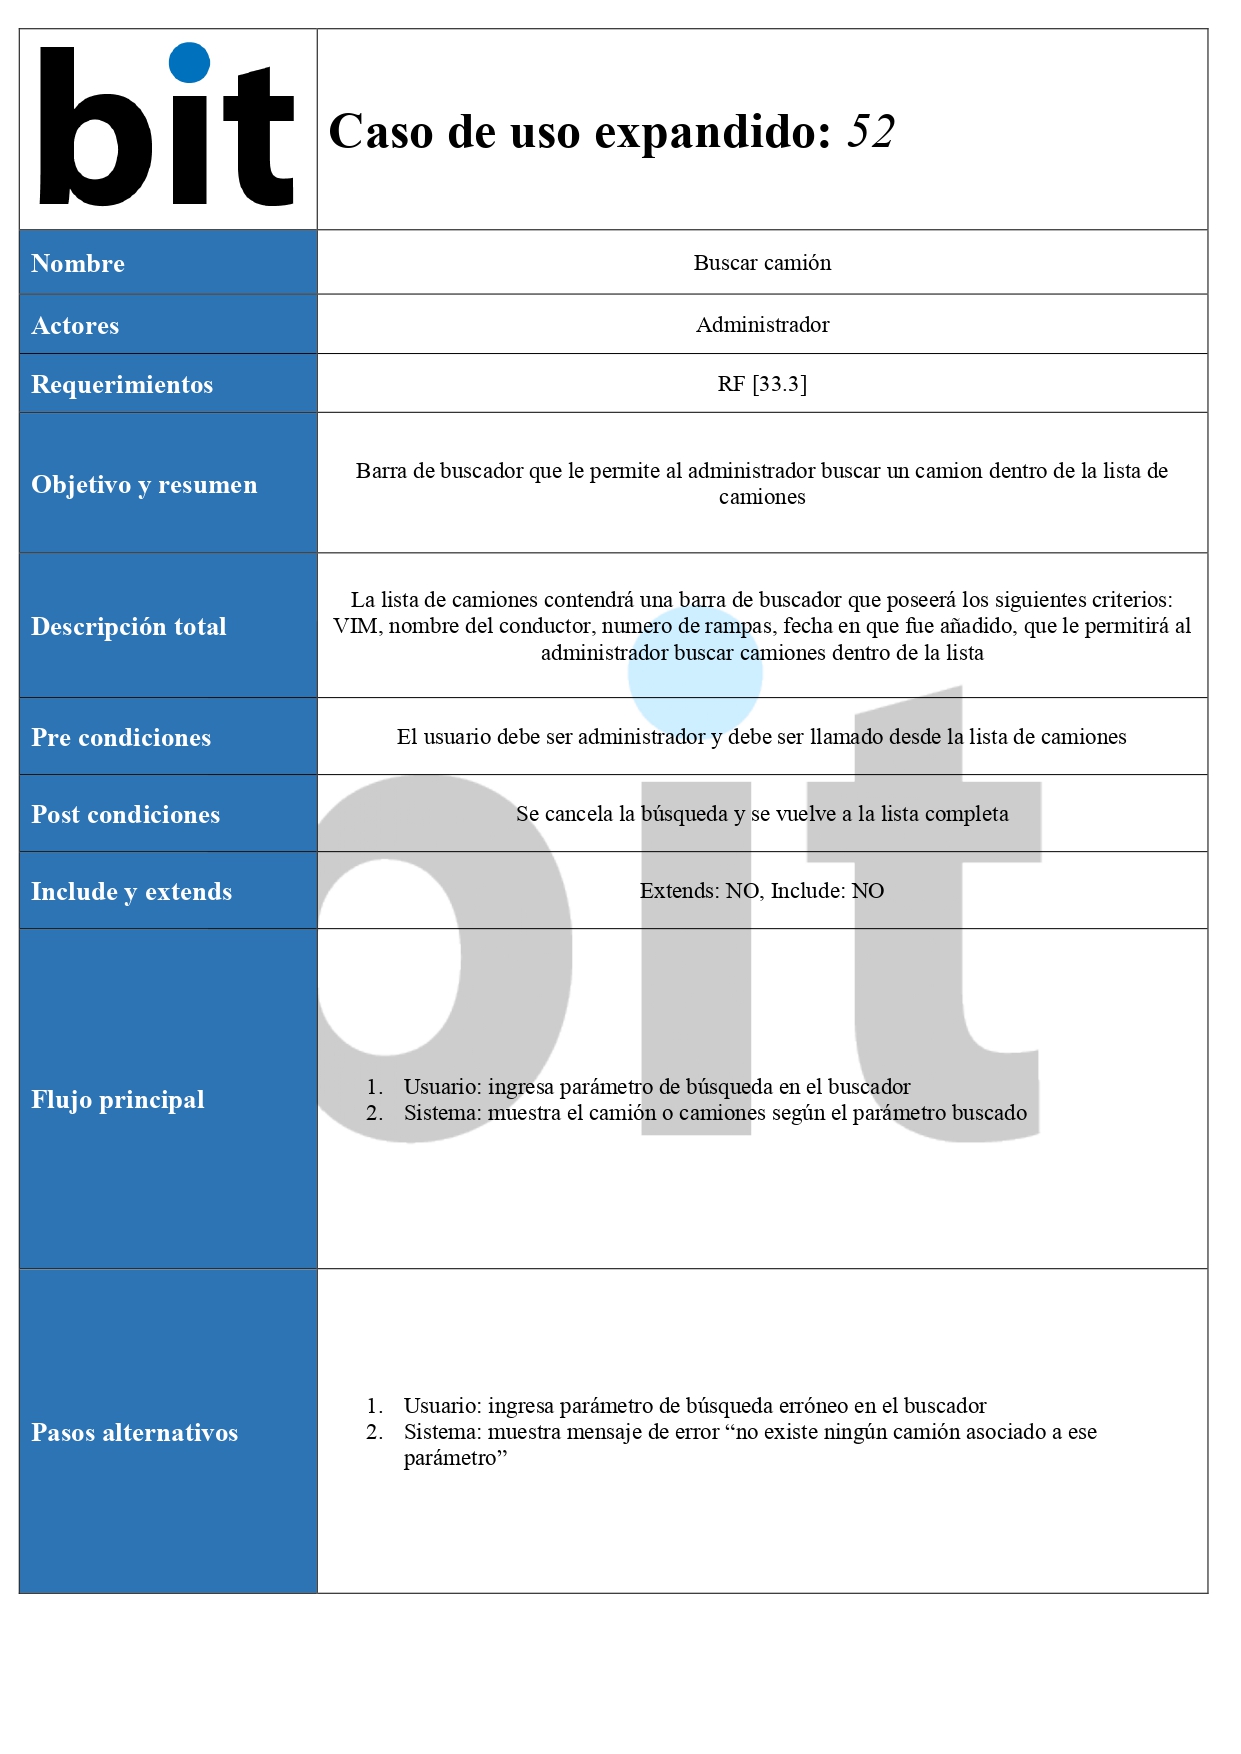 bit
Caso de uso expandido: 52
Nombre
Buscar camión
Actores
Administrador
Requerimientos
RF [33.3]
Objetivo y resumen
Barra de buscador que le permite al administrador buscar un camion dentro de la lista de
camiones
Descripción total
La lista de camiones contendrá una barra de buscador que poseerá los siguientes criterios:
VIM, nombre del conductor, numero de rampas, fecha en que fue añadido, que le permitirá al
administrador buscar camiones dentro de la lista
Pre condiciones
El usuario debe ser administrador y debe ser llamado desde la lista de camiones
Post condiciones
Se cancela la búsqueda y se vuelve a la lista completa
Include y extends
Extends: NO, Include: NO
Flujo principal
1. Usuario: ingresa parámetro de búsqueda en el buscador
2. Sistema: muestra el camión o camiones según el parámetro buscado
Pasos alternativos
1. Usuario: ingresa parámetro de búsqueda erróneo en el buscador
2. Sistema: muestra mensaje de error “no existe ningún camión asociado a ese
parámetro”
bit